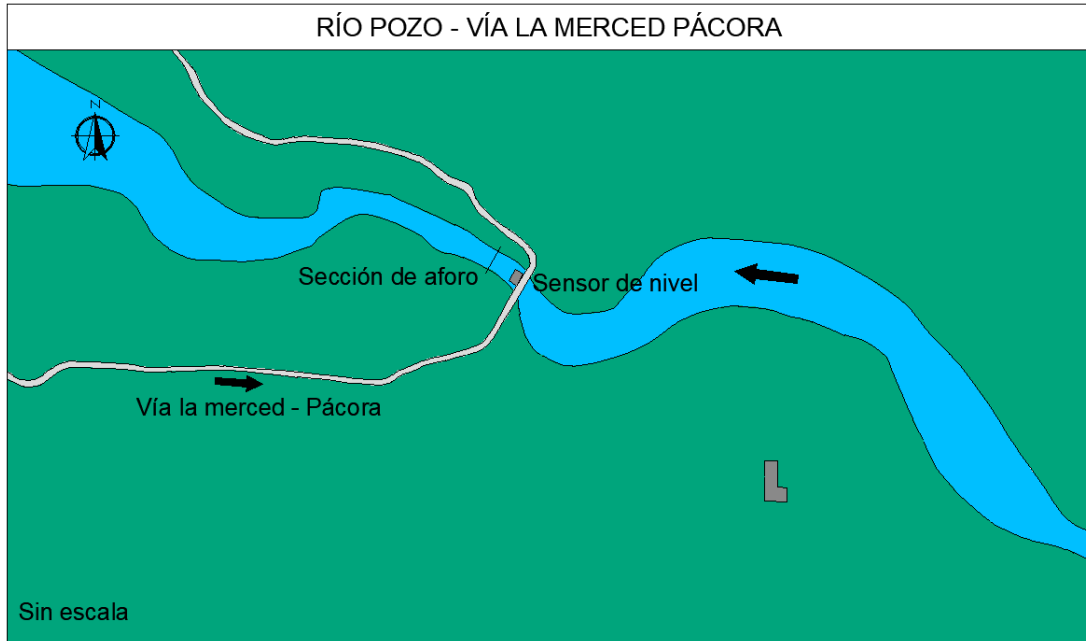 RÍO POZO - VÍA LA MERCED PÁCORA
N
Sección de aforo
Sensor de nivel
Vía la merced - Pácora
Sin escala